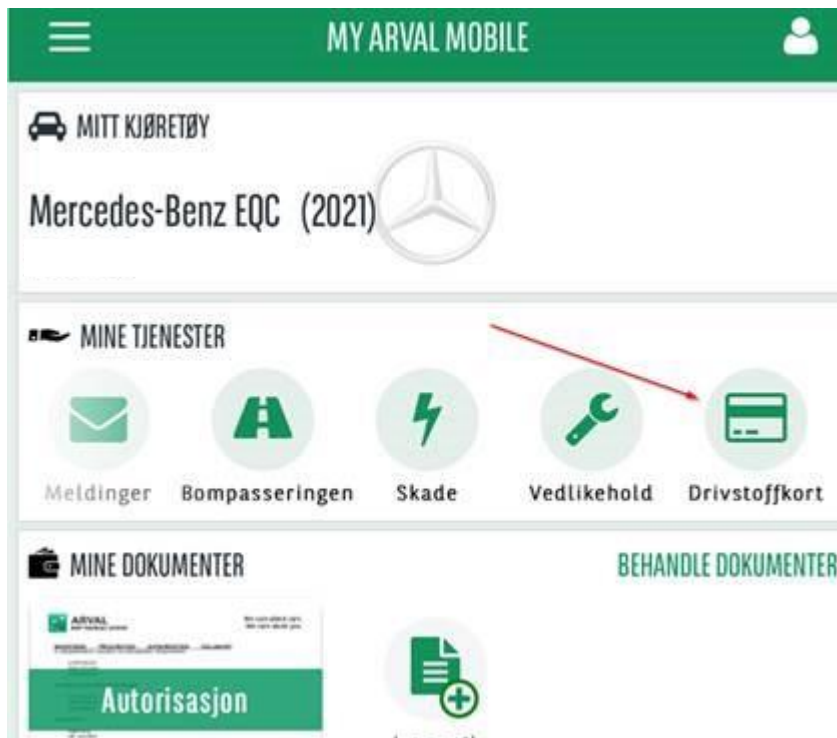 MY ARVAL MOBILE
MITT KJØRETØY
Mercedes-Benz EQC (2021)
MINE TJENESTER
Meldinger Bompasseringen Skade Vedlikehold Drivstoffkort
MINE DOKUMENTER BEHANDLE DOKUMENTER
ARVAL
Autorisasjon